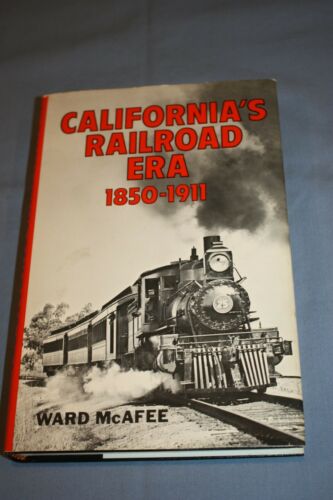 CALIFORNIA'S
RAILROAD
ERA
1850-1911
WARD McAFEE